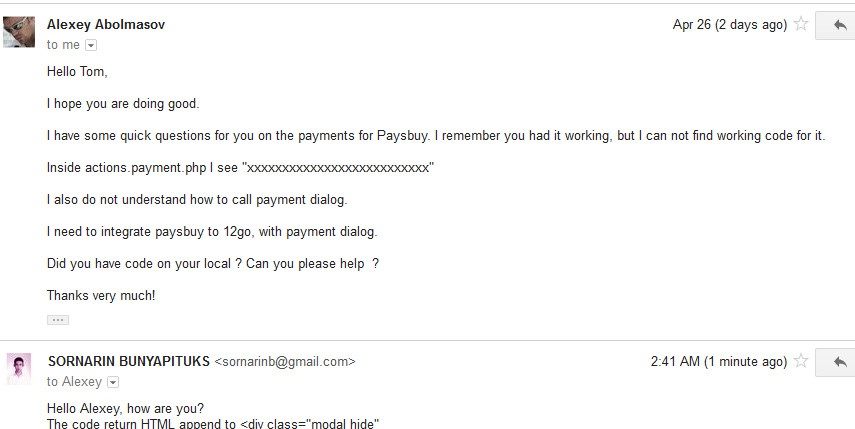 Alexey Abolmasov Apr 26 (2 days ago)
to me
Hello Tom,
I hope you are doing good.
I have some quick questions for you on the payments for Paysbuy. I remember you had it working, but I can not find working code for it.
Inside actions.payment.php I see "xxxxxxxxxxxxxxxxxxxxxxxxxx"
I also do not understand how to call payment dialog.
I need to integrate paysbuy to 12go, with payment dialog.
Did you have code on your local ? Can you please help  ?
Thanks very much!
SORNARIN BUNYAPITUKS <sornarinb@gmail.com> 2:41 AM (1 minute ago)
to Alexey
Hello Alexey, how are you?
The code return HTML append to <div class="modal hide"